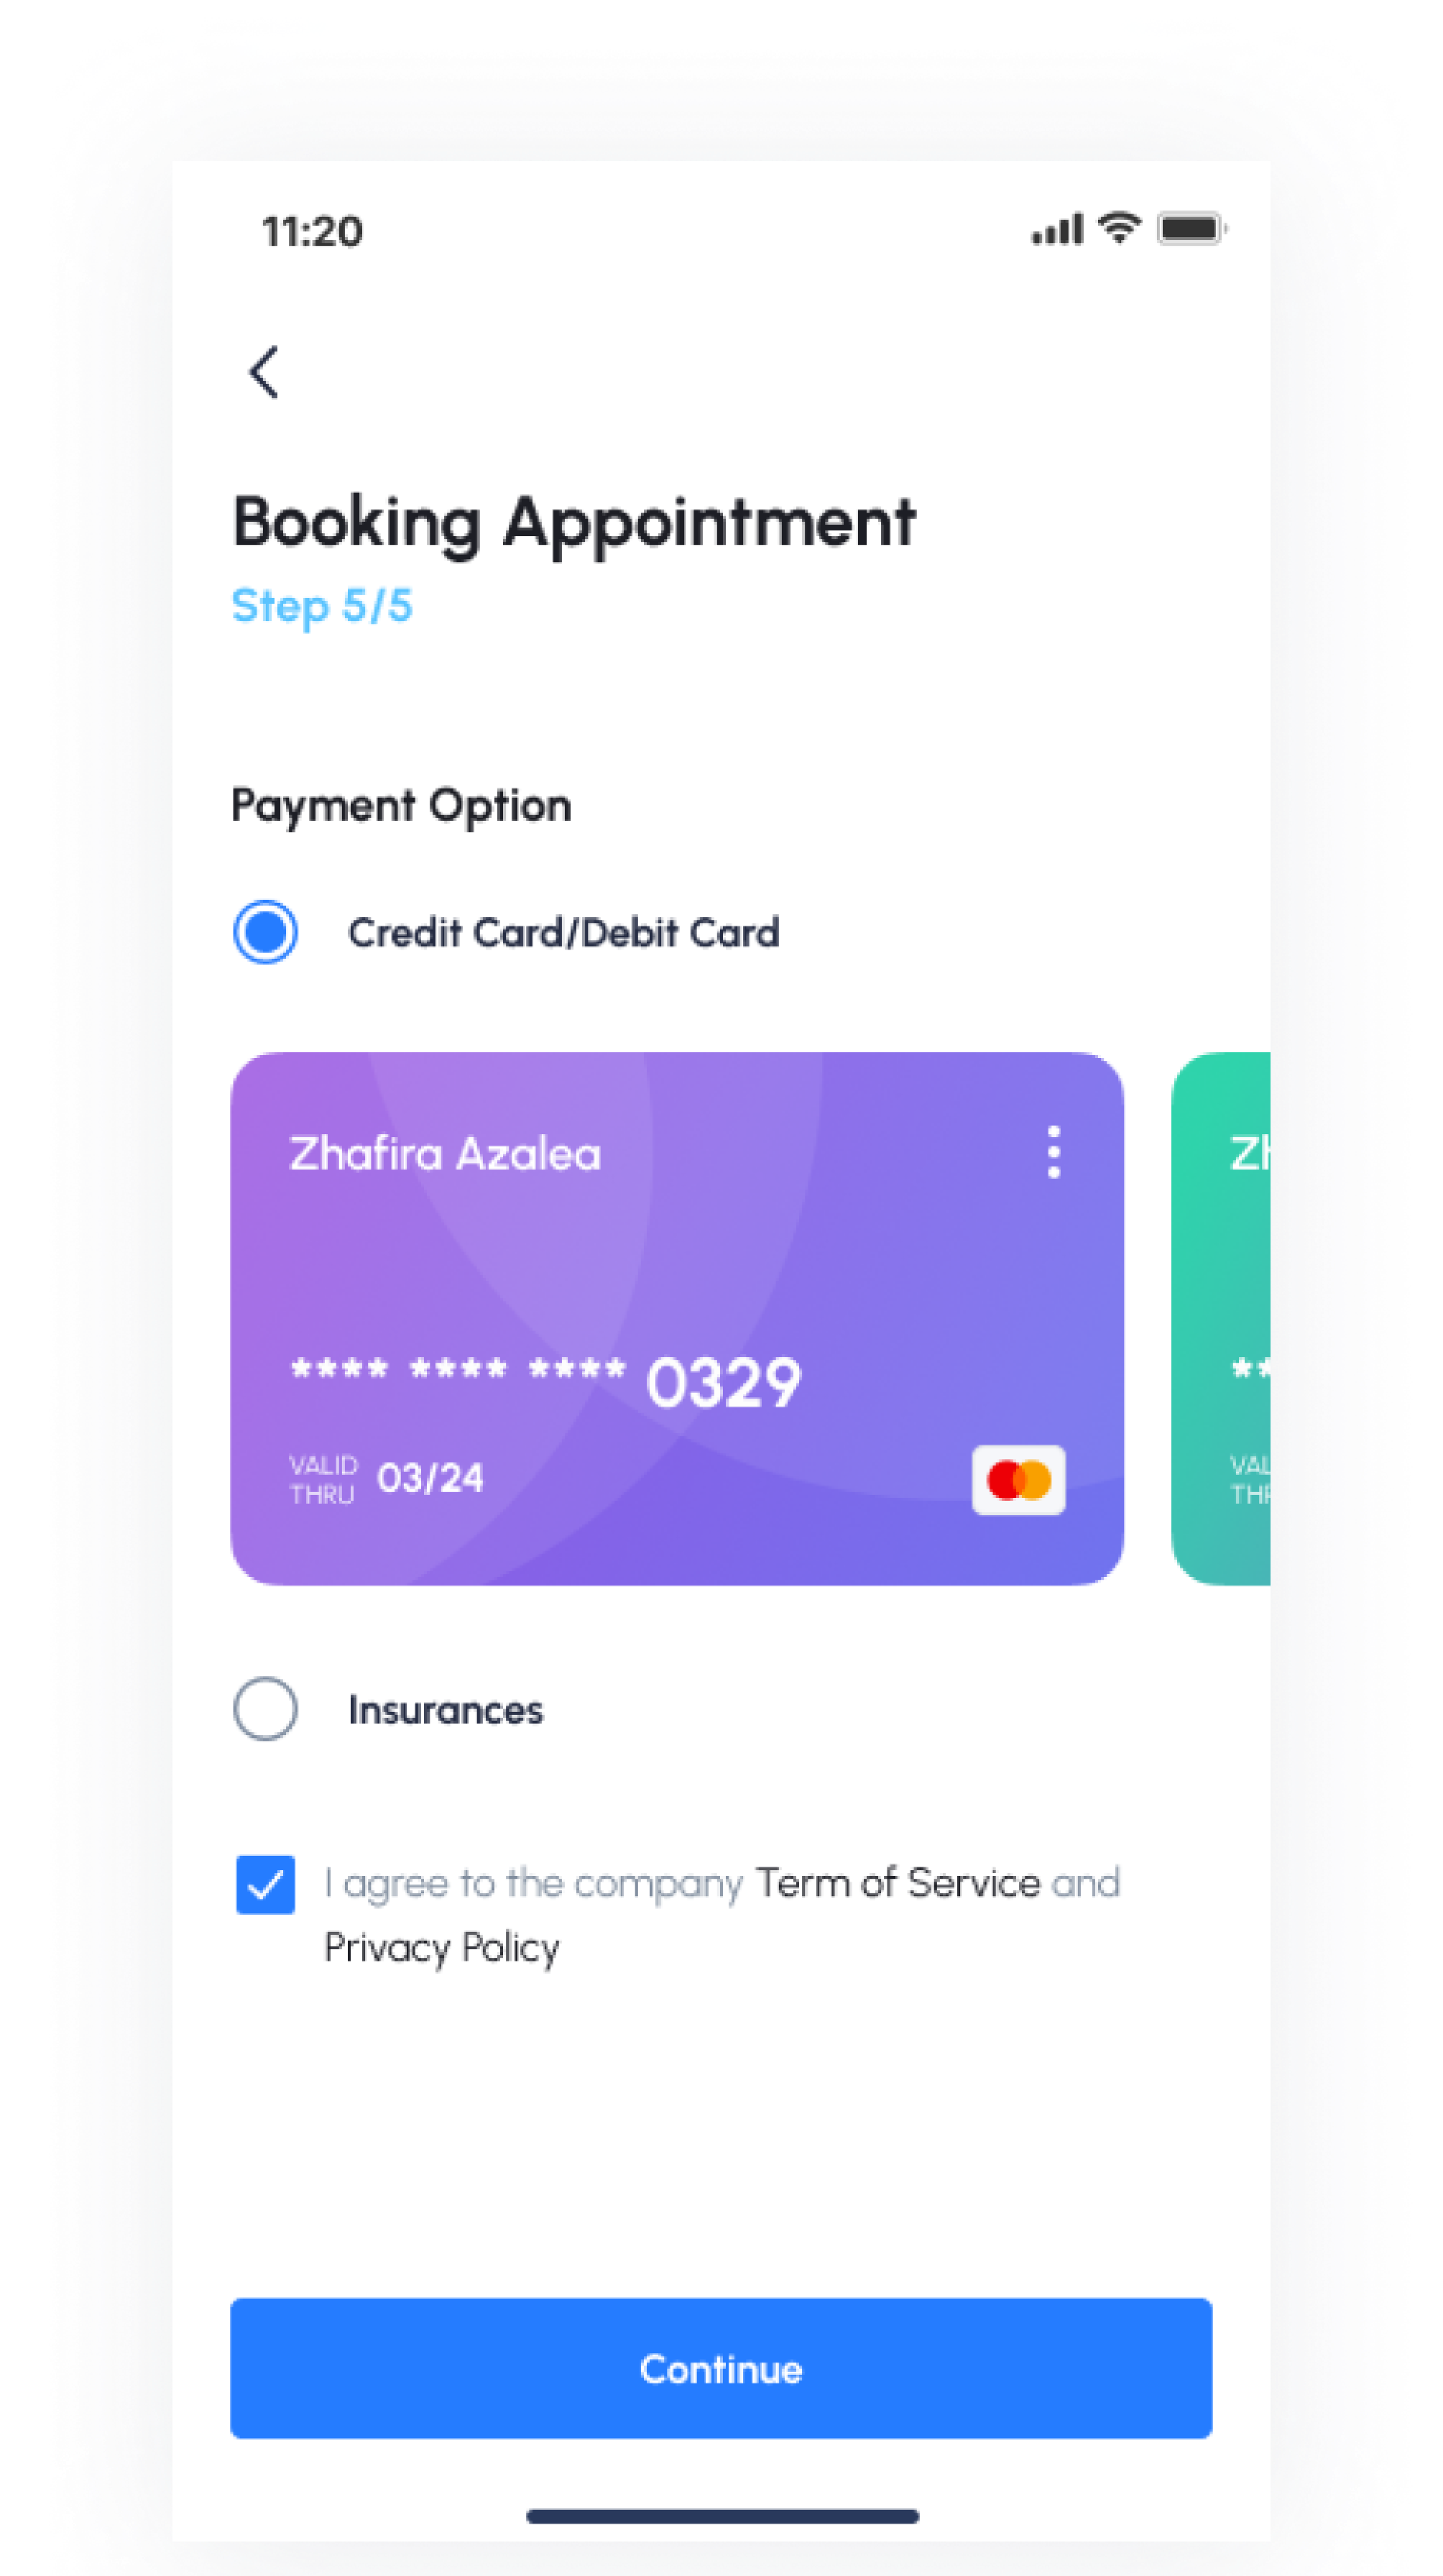 11:20
Booking Appointment
Step 5/5
Payment Option
Credit Card/Debit Card
Zhafira Azalea
Zh
**** **** **** 0329
**
VALID
THRU
03/24
VAL
THR
Insurances
I agree to the company Term of Service and
Privacy Policy
Continue